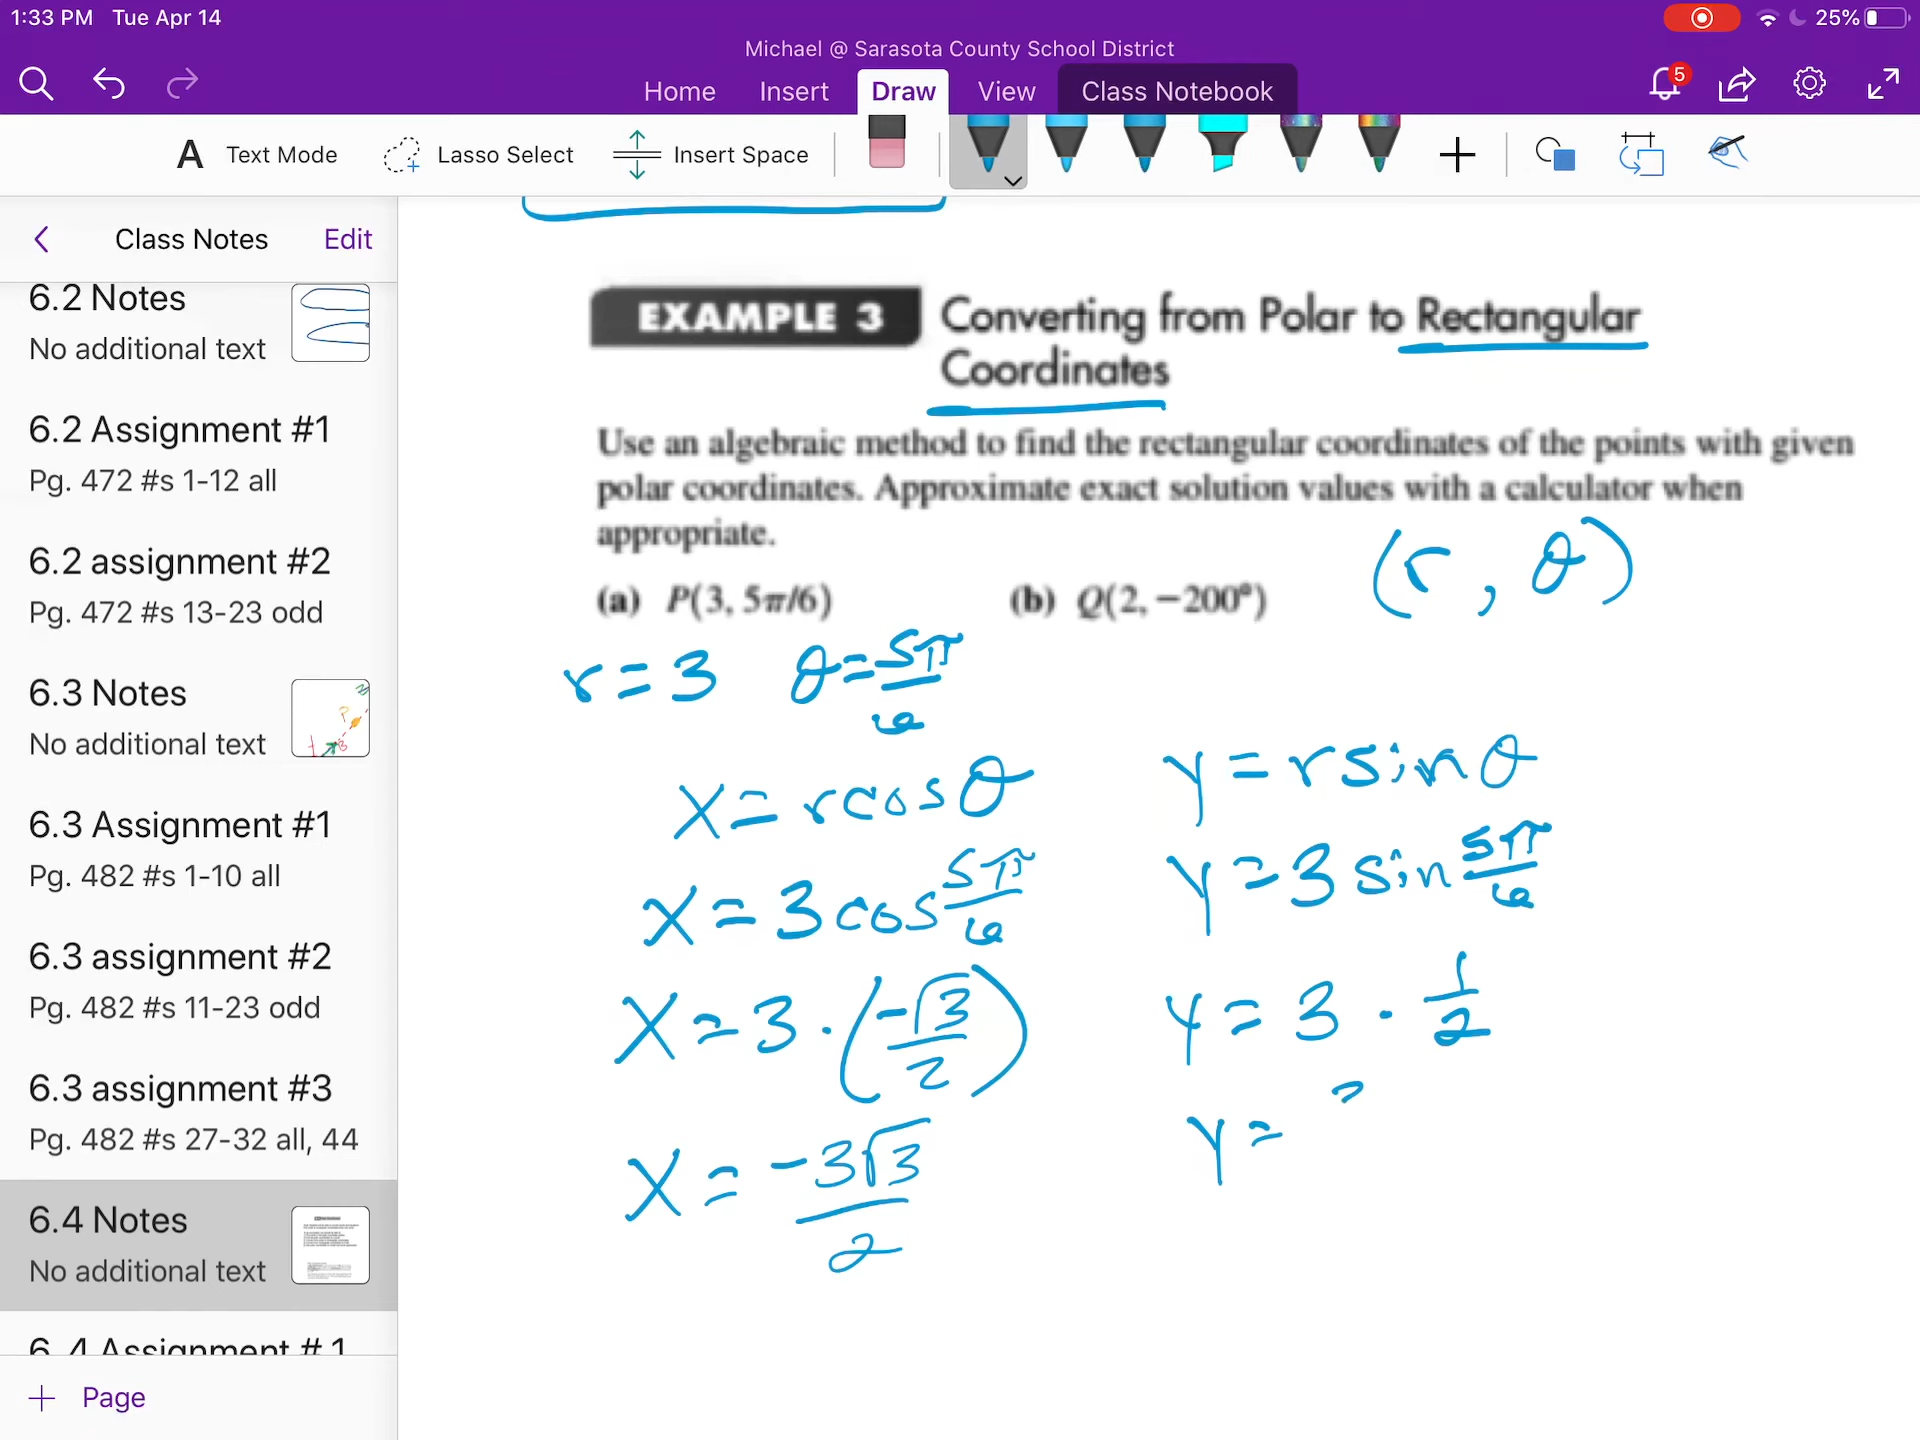 1:33 PM Tue Apr 14
25%
Michael @ Sarasota County School District
Home Insert Draw View Class Notebook
5
A Text Mode Lasso Select Insert Space
Class Notes Edit
6.2 Notes
No additional text
6.2 Assignment #1
Pg. 472 #s 1-12 all
6.2 assignment #2
Pg. 472 #s 13-23 odd
6.3 Notes
No additional text
6.3 Assignment #1
Pg. 482 #s 1-10 all
6.3 assignment #2
Pg. 482 #s 11-23 odd
6.3 assignment #3
Pg. 482 #s 27-32 all, 44
6.4 Notes
No additional text
6.4 Assignment #1
+ Page
EXAMPLE 3 Converting from Polar to Rectangular
Coordinates
Use an algebraic method to find the rectangular coordinates of the points with given
polar coordinates. Approximate exact solution values with a calculator when
appropriate.
(r, θ)
(a) P(3, 5π/6) (b) Q(2, −200°)
r = 3 θ = 5π/6
x = r cos θ
x = 3 cos 5π/6
x = 3 · (−√3/2)
x = −3√3/2
y = r sin θ
y = 3 sin 5π/6
y = 3 · 1/2
y =